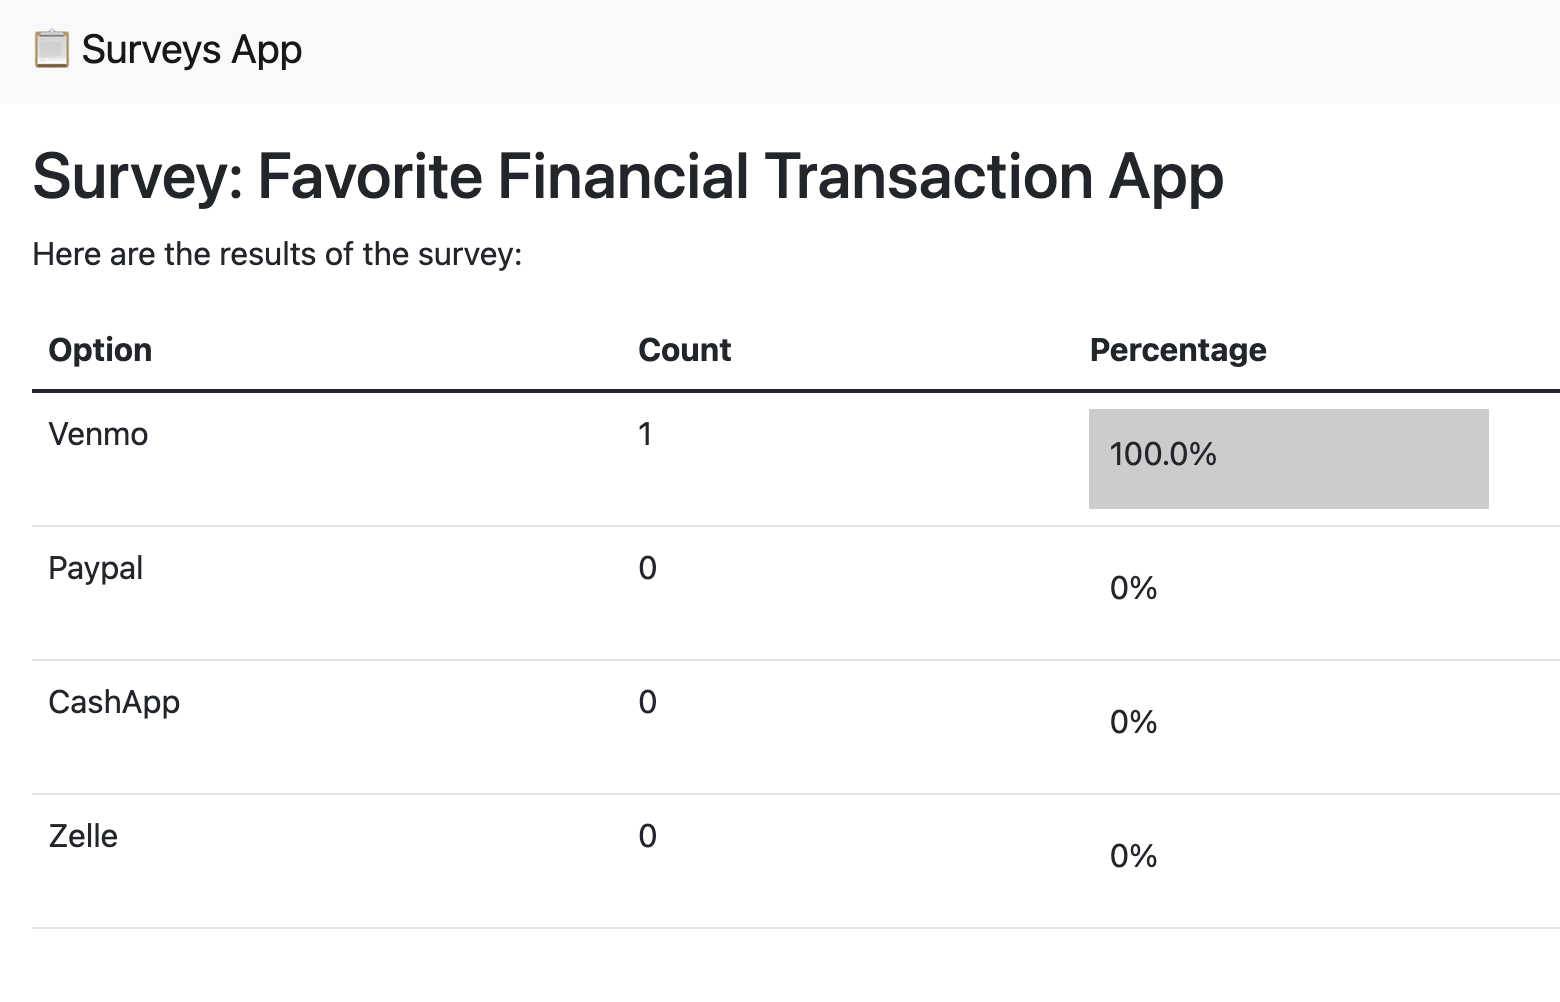 Surveys App
Survey: Favorite Financial Transaction App
Here are the results of the survey:
Option Count Percentage
Venmo 1 100.0%
Paypal 0 0%
CashApp 0 0%
Zelle 0 0%